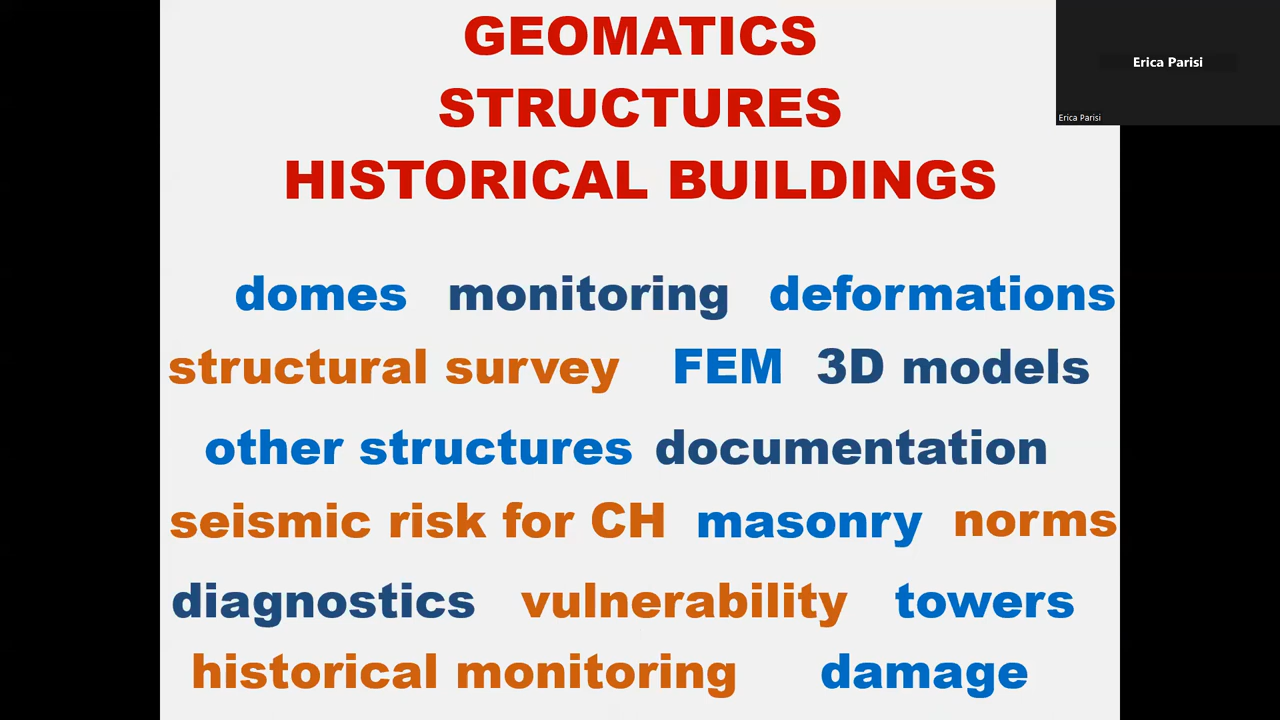 GEOMATICS
STRUCTURES
HISTORICAL BUILDINGS
Erica Parisi
Erica Parisi
domes monitoring deformations
structural survey FEM 3D models
other structures documentation
seismic risk for CH masonry norms
diagnostics vulnerability towers
historical monitoring damage